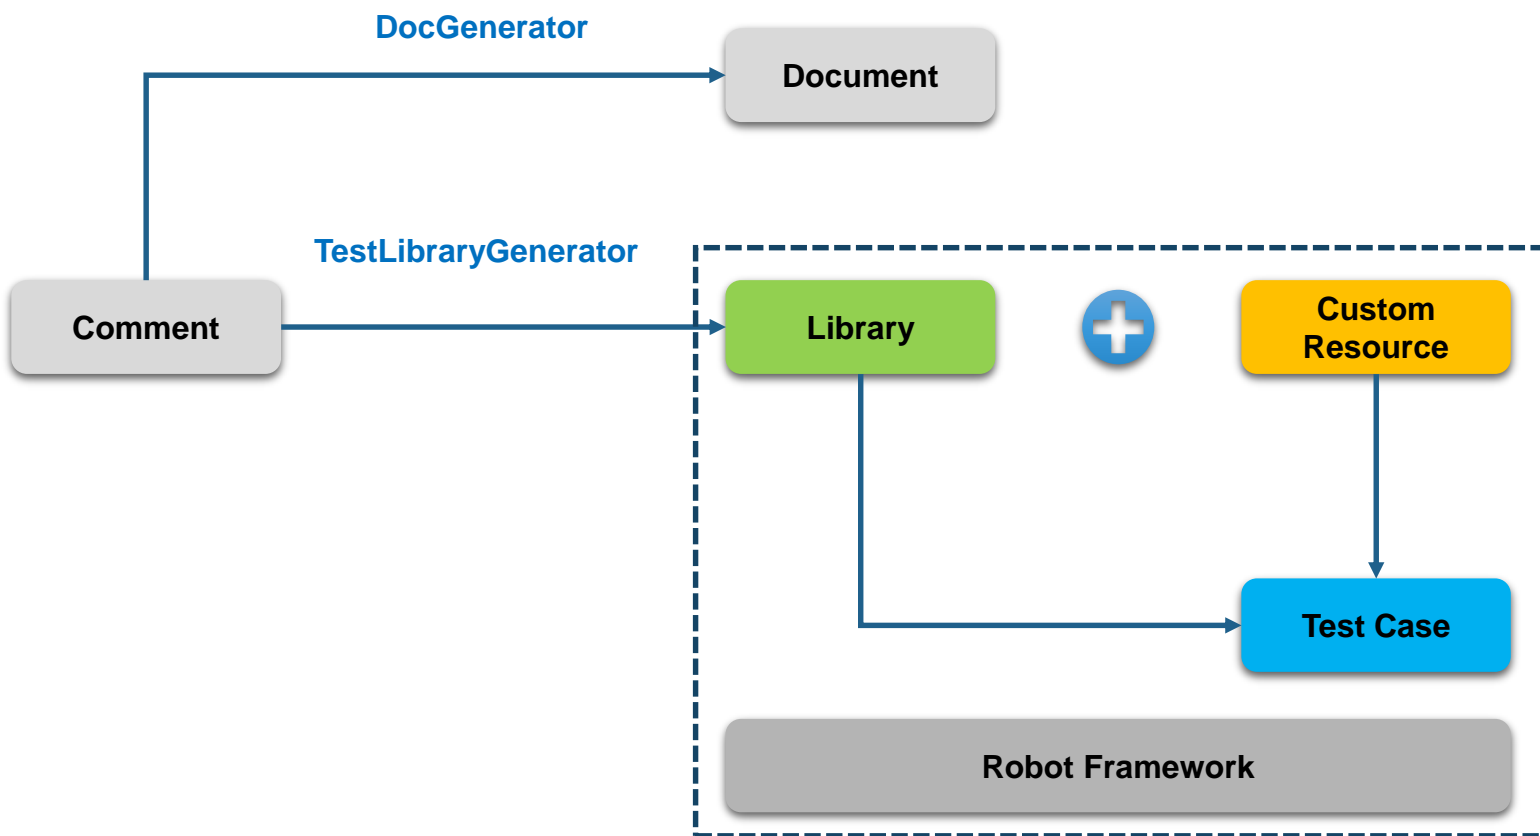 DocGenerator
Document
TestLibraryGenerator
Comment
Library
Custom
Resource
Test Case
Robot Framework